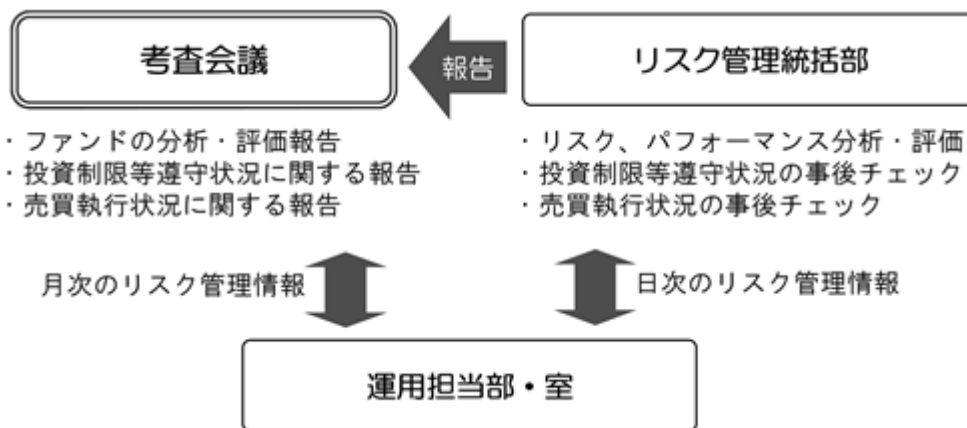 考査会議
報告
リスク管理統括部
・ファンドの分析・評価報告
・投資制限等遵守状況に関する報告
・売買執行状況に関する報告
・リスク、パフォーマンス分析・評価
・投資制限等遵守状況の事後チェック
・売買執行状況の事後チェック
月次のリスク管理情報
日次のリスク管理情報
運用担当部・室